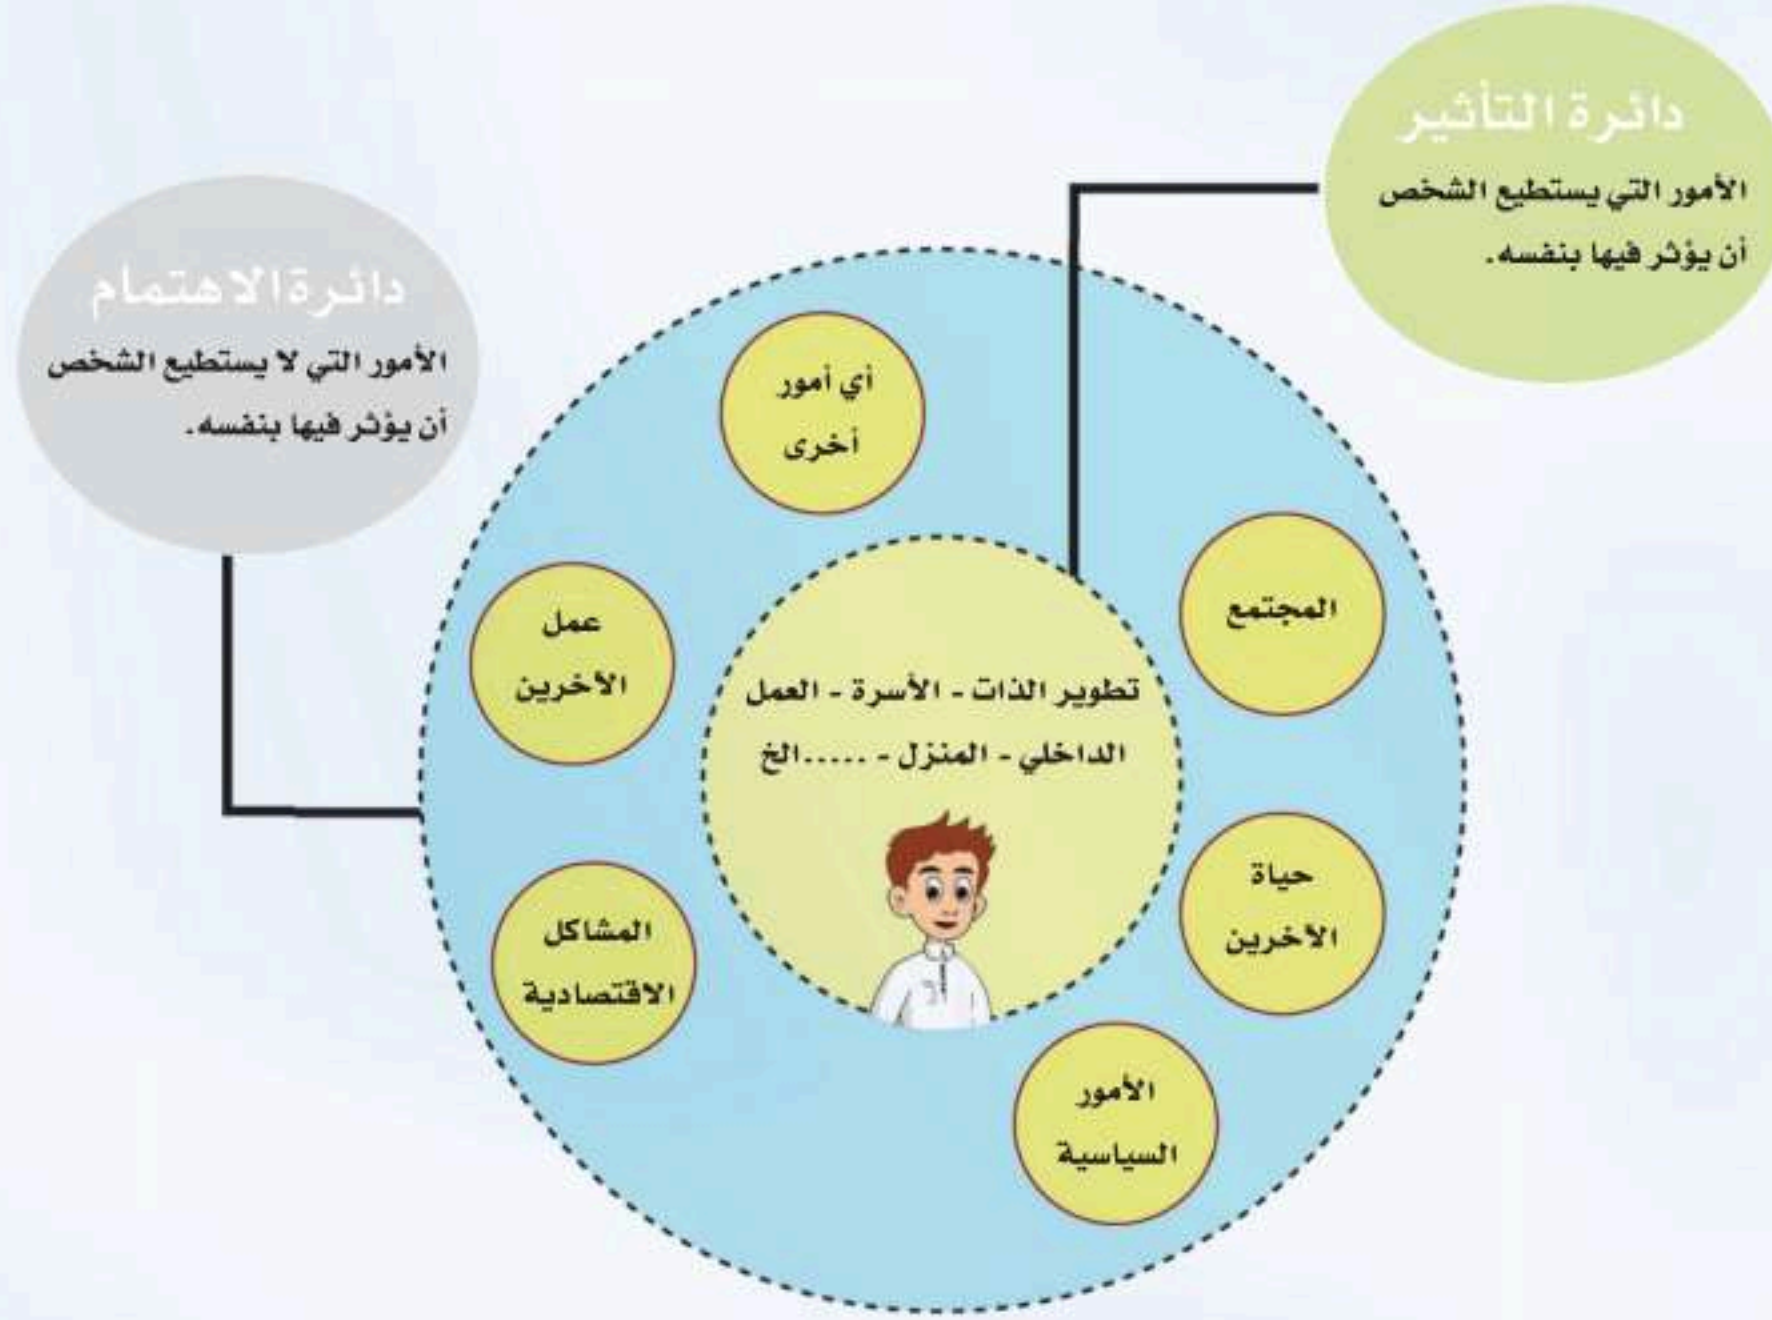 دائرة التأثير
الأمور التي يستطيع الشخص
أن يؤثر فيها بنفسه.
دائرة الاهتمام
الأمور التي لا يستطيع الشخص
أن يؤثر فيها بنفسه.
أي أمور
أخرى
المجتمع
عمل
الآخرين
تطوير الذات - الأسرة - العمل
الداخلي - المنزل - .....الخ
حياة
الآخرين
المشاكل
الاقتصادية
الأمور
السياسية